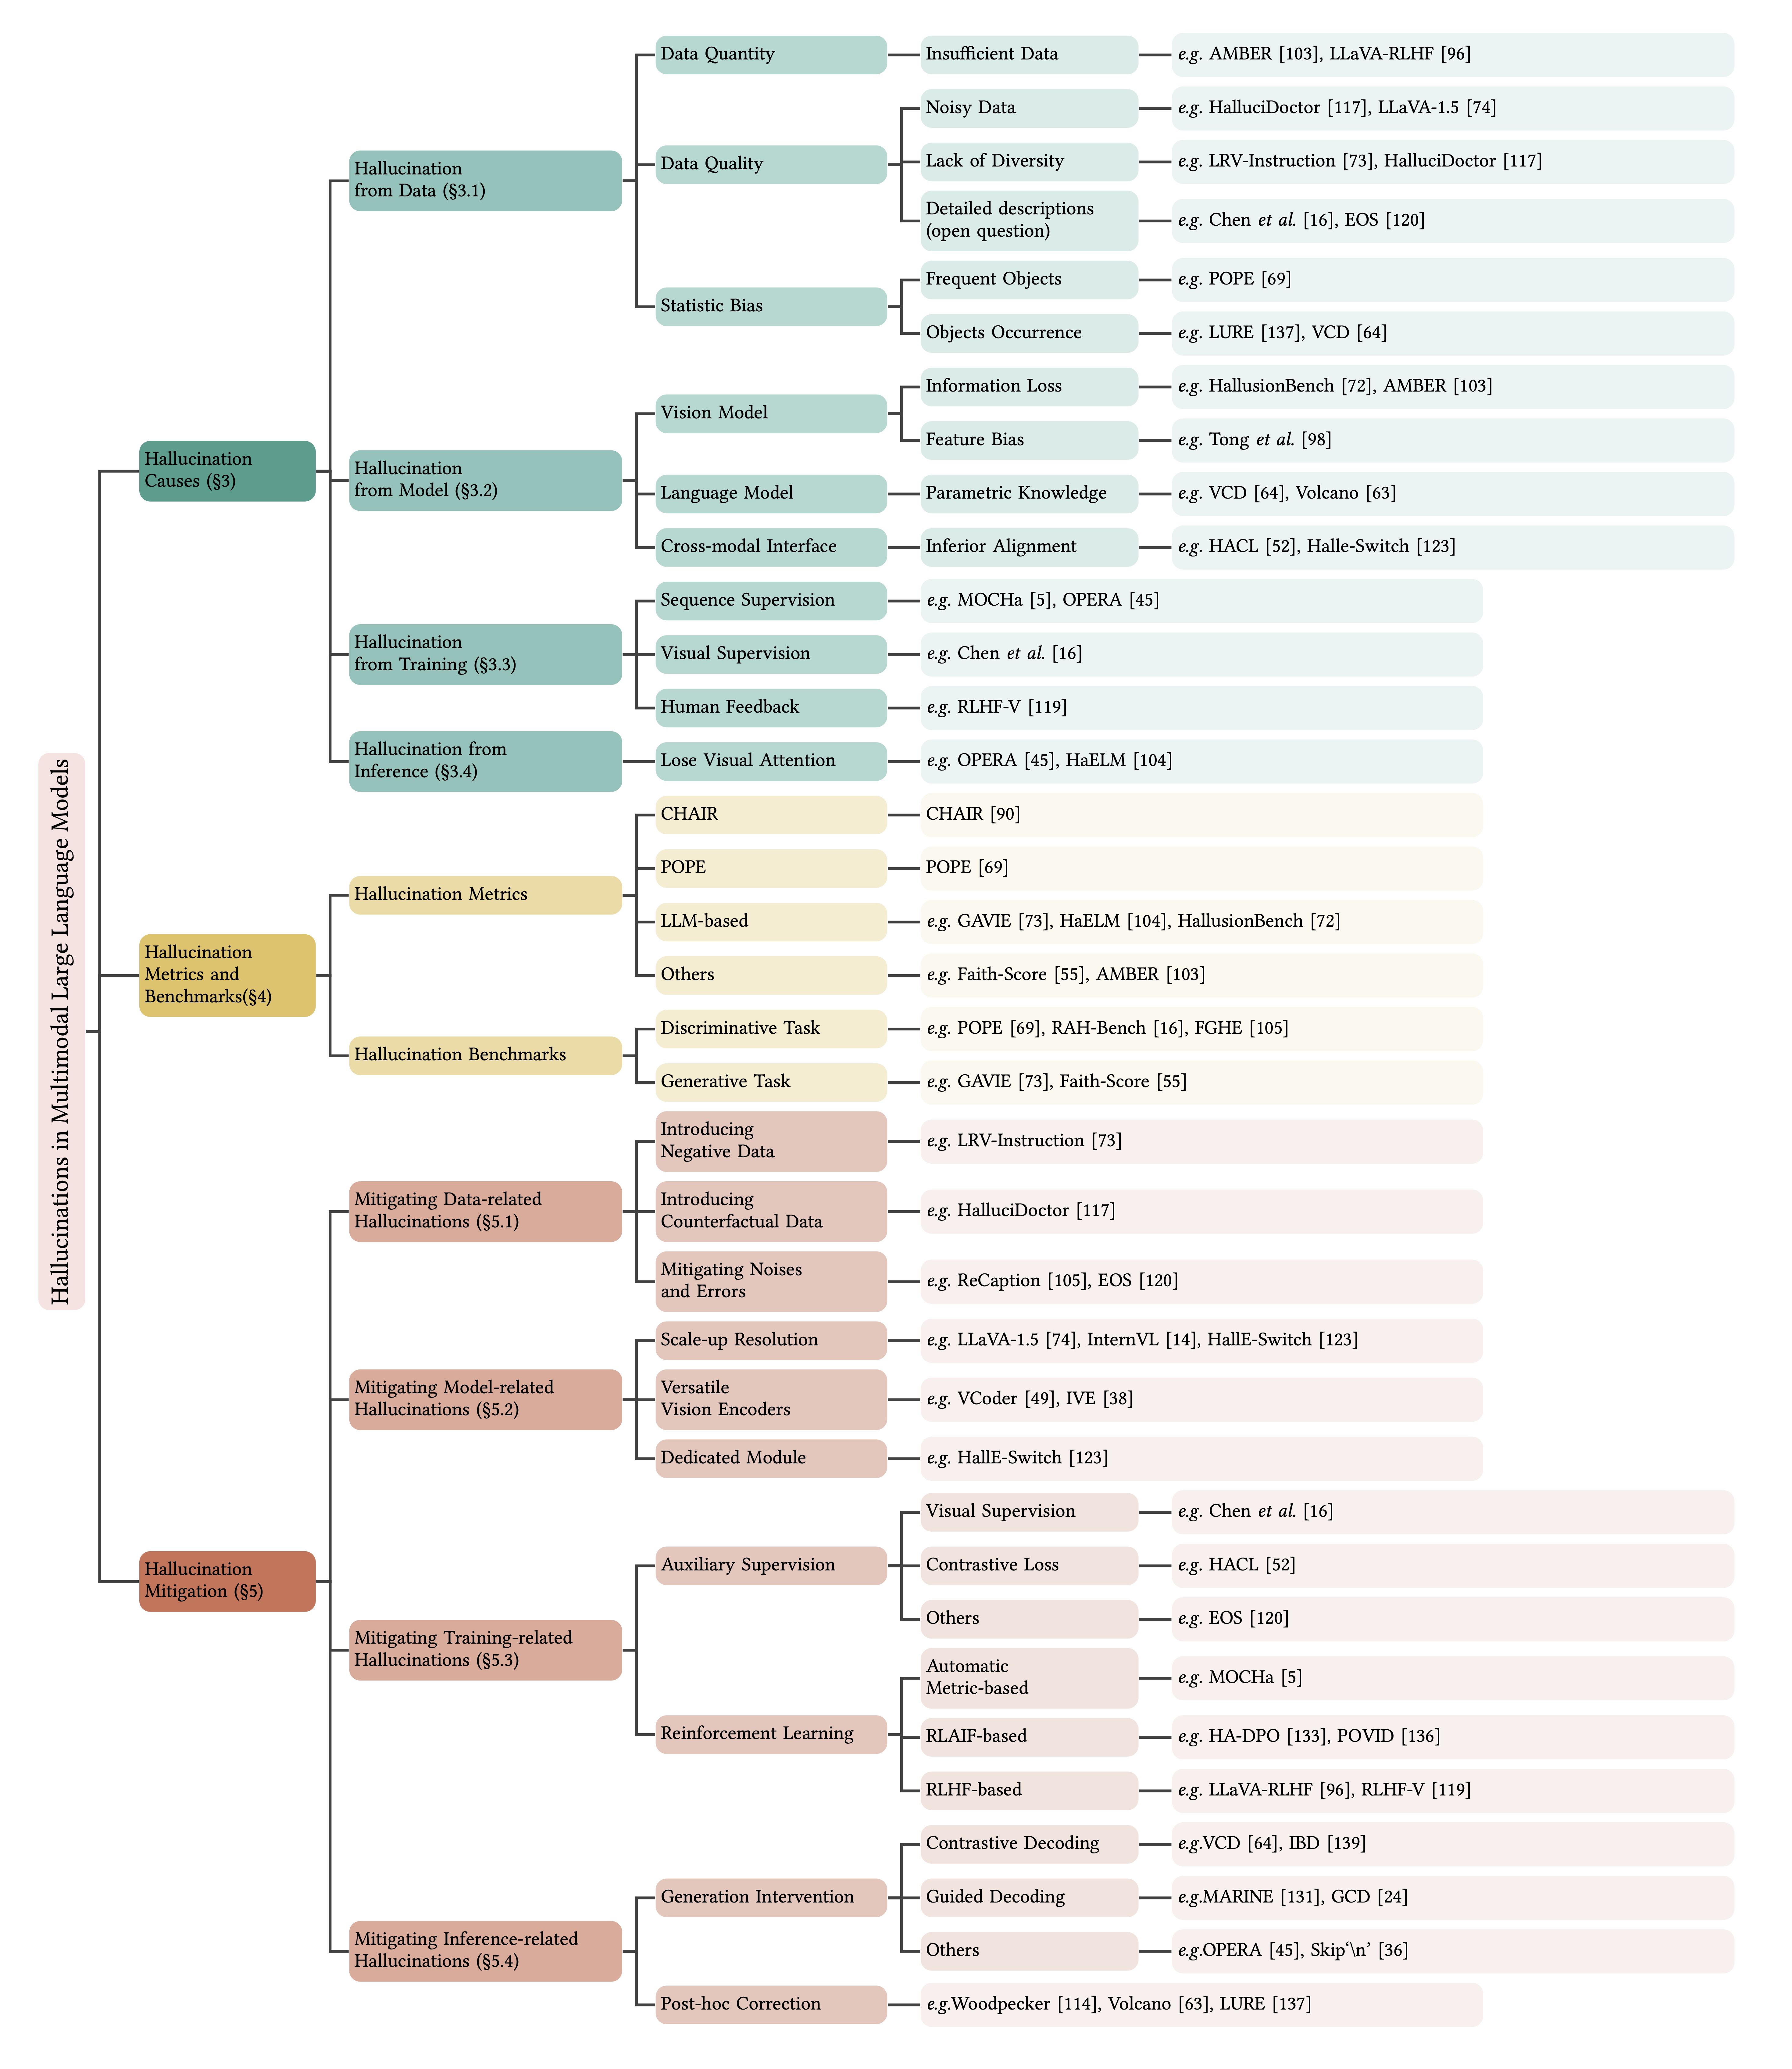 Hallucinations in Multimodal Large Language Models
Hallucination
Causes (§3)
Hallucination
from Data (§3.1)
Data Quantity
Insufficient Data
e.g. AMBER [103], LLaVA-RLHF [96]
Data Quality
Noisy Data
e.g. HalluciDoctor [117], LLaVA-1.5 [74]
Lack of Diversity
e.g. LRV-Instruction [73], HalluciDoctor [117]
Detailed descriptions
(open question)
e.g. Chen et al. [16], EOS [120]
Statistic Bias
Frequent Objects
e.g. POPE [69]
Objects Occurrence
e.g. LURE [137], VCD [64]
Hallucination
from Model (§3.2)
Vision Model
Information Loss
e.g. HallusionBench [72], AMBER [103]
Feature Bias
e.g. Tong et al. [98]
Language Model
Parametric Knowledge
e.g. VCD [64], Volcano [63]
Cross-modal Interface
Inferior Alignment
e.g. HACL [52], Halle-Switch [123]
Hallucination
from Training (§3.3)
Sequence Supervision
e.g. MOCHa [5], OPERA [45]
Visual Supervision
e.g. Chen et al. [16]
Human Feedback
e.g. RLHF-V [119]
Hallucination from
Inference (§3.4)
Lose Visual Attention
e.g. OPERA [45], HaELM [104]
Hallucination
Metrics and
Benchmarks(§4)
Hallucination Metrics
CHAIR
CHAIR [90]
POPE
POPE [69]
LLM-based
e.g. GAVIE [73], HaELM [104], HallusionBench [72]
Others
e.g. Faith-Score [55], AMBER [103]
Hallucination Benchmarks
Discriminative Task
e.g. POPE [69], RAH-Bench [16], FGHE [105]
Generative Task
e.g. GAVIE [73], Faith-Score [55]
Hallucination
Mitigation (§5)
Mitigating Data-related
Hallucinations (§5.1)
Introducing
Negative Data
e.g. LRV-Instruction [73]
Introducing
Counterfactual Data
e.g. HalluciDoctor [117]
Mitigating Noises
and Errors
e.g. ReCaption [105], EOS [120]
Mitigating Model-related
Hallucinations (§5.2)
Scale-up Resolution
e.g. LLaVA-1.5 [74], InternVL [14], HallE-Switch [123]
Versatile
Vision Encoders
e.g. VCoder [49], IVE [38]
Dedicated Module
e.g. HallE-Switch [123]
Mitigating Training-related
Hallucinations (§5.3)
Auxiliary Supervision
Visual Supervision
e.g. Chen et al. [16]
Contrastive Loss
e.g. HACL [52]
Others
e.g. EOS [120]
Reinforcement Learning
Automatic
Metric-based
e.g. MOCHa [5]
RLAIF-based
e.g. HA-DPO [133], POVID [136]
RLHF-based
e.g. LLaVA-RLHF [96], RLHF-V [119]
Mitigating Inference-related
Hallucinations (§5.4)
Generation Intervention
Contrastive Decoding
e.g.VCD [64], IBD [139]
Guided Decoding
e.g.MARINE [131], GCD [24]
Others
e.g.OPERA [45], Skip‘\n’ [36]
Post-hoc Correction
e.g.Woodpecker [114], Volcano [63], LURE [137]